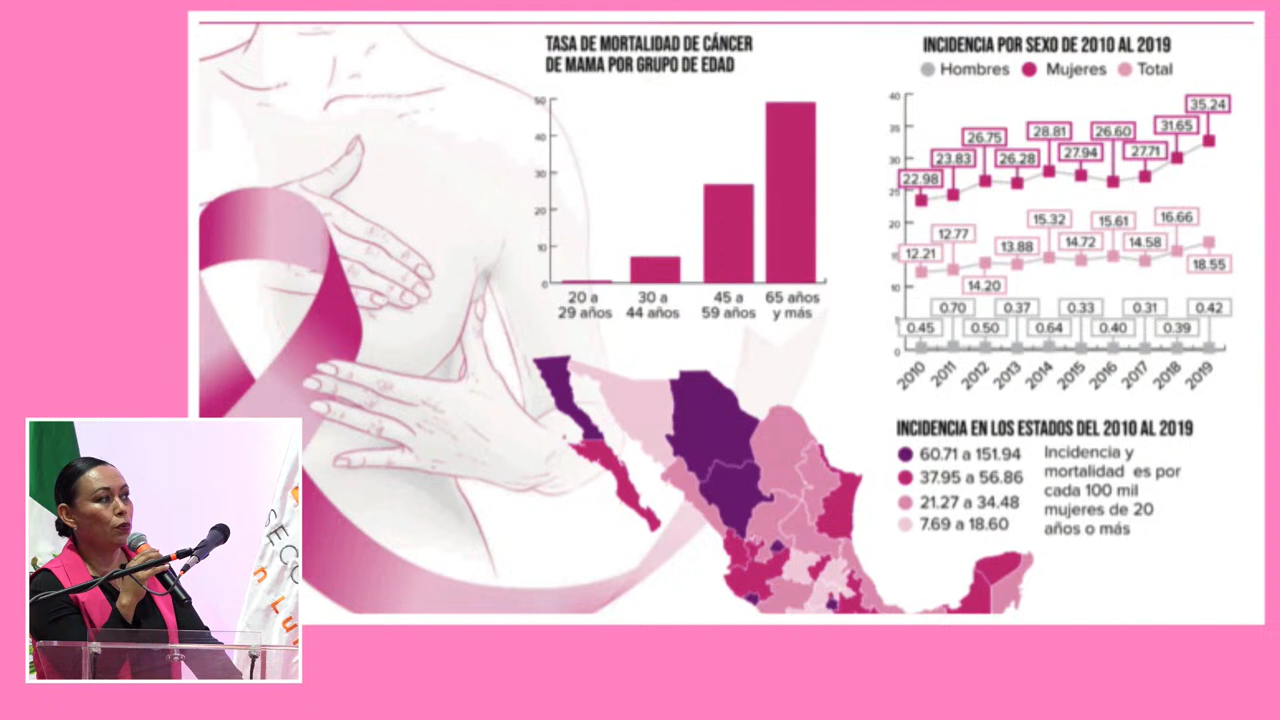 TASA DE MORTALIDAD DE CÁNCER
DE MAMA POR GRUPO DE EDAD
50
40
30
20
10
0
20 a
29 años
30 a
44 años
45 a
59 años
65 años
y más
INCIDENCIA POR SEXO DE 2010 AL 2019
Hombres Mujeres Total
40
35
30
25
20
15
10
5
0
22.98 23.83 26.75 26.28 28.81 27.94 26.60 27.71 31.65 35.24
12.21 12.77 14.20 13.88 15.32 14.72 15.61 14.58 16.66 18.55
0.45 0.70 0.50 0.37 0.64 0.33 0.40 0.31 0.39 0.42
2010 2011 2012 2013 2014 2015 2016 2017 2018 2019
INCIDENCIA EN LOS ESTADOS DEL 2010 AL 2019
60.71 a 151.94
37.95 a 56.86
21.27 a 34.48
7.69 a 18.60
Incidencia y
mortalidad es por
cada 100 mil
mujeres de 20
años o más